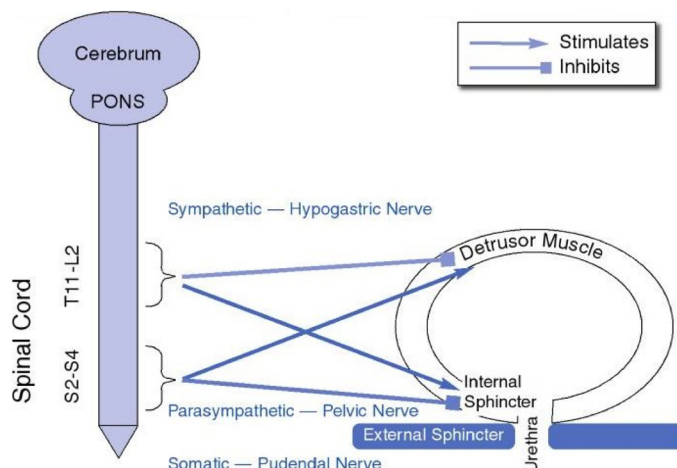 Cerebrum
PONS
Stimulates
Inhibits
Sympathetic — Hypogastric Nerve
Detrusor Muscle
T11-L2
Spinal Cord
S2-S4
Internal
Sphincter
Parasympathetic — Pelvic Nerve
External Sphincter
Urethra
Somatic — Pudendal Nerve